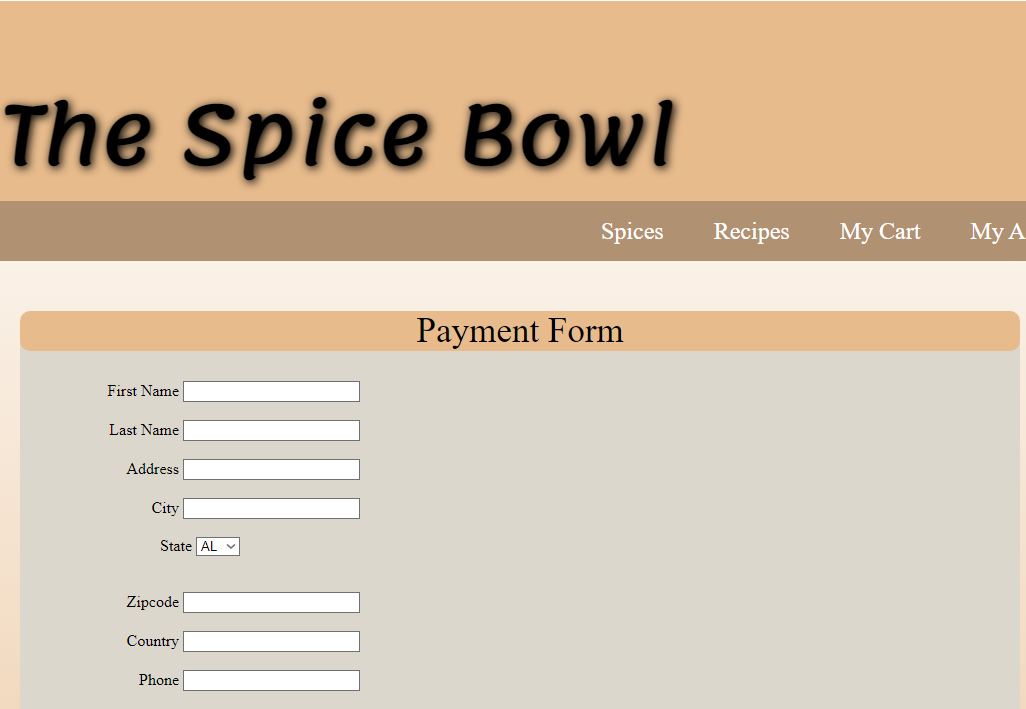 The Spice Bowl
Spices Recipes My Cart My A
Payment Form
First Name
Last Name
Address
City
State AL
Zipcode
Country
Phone